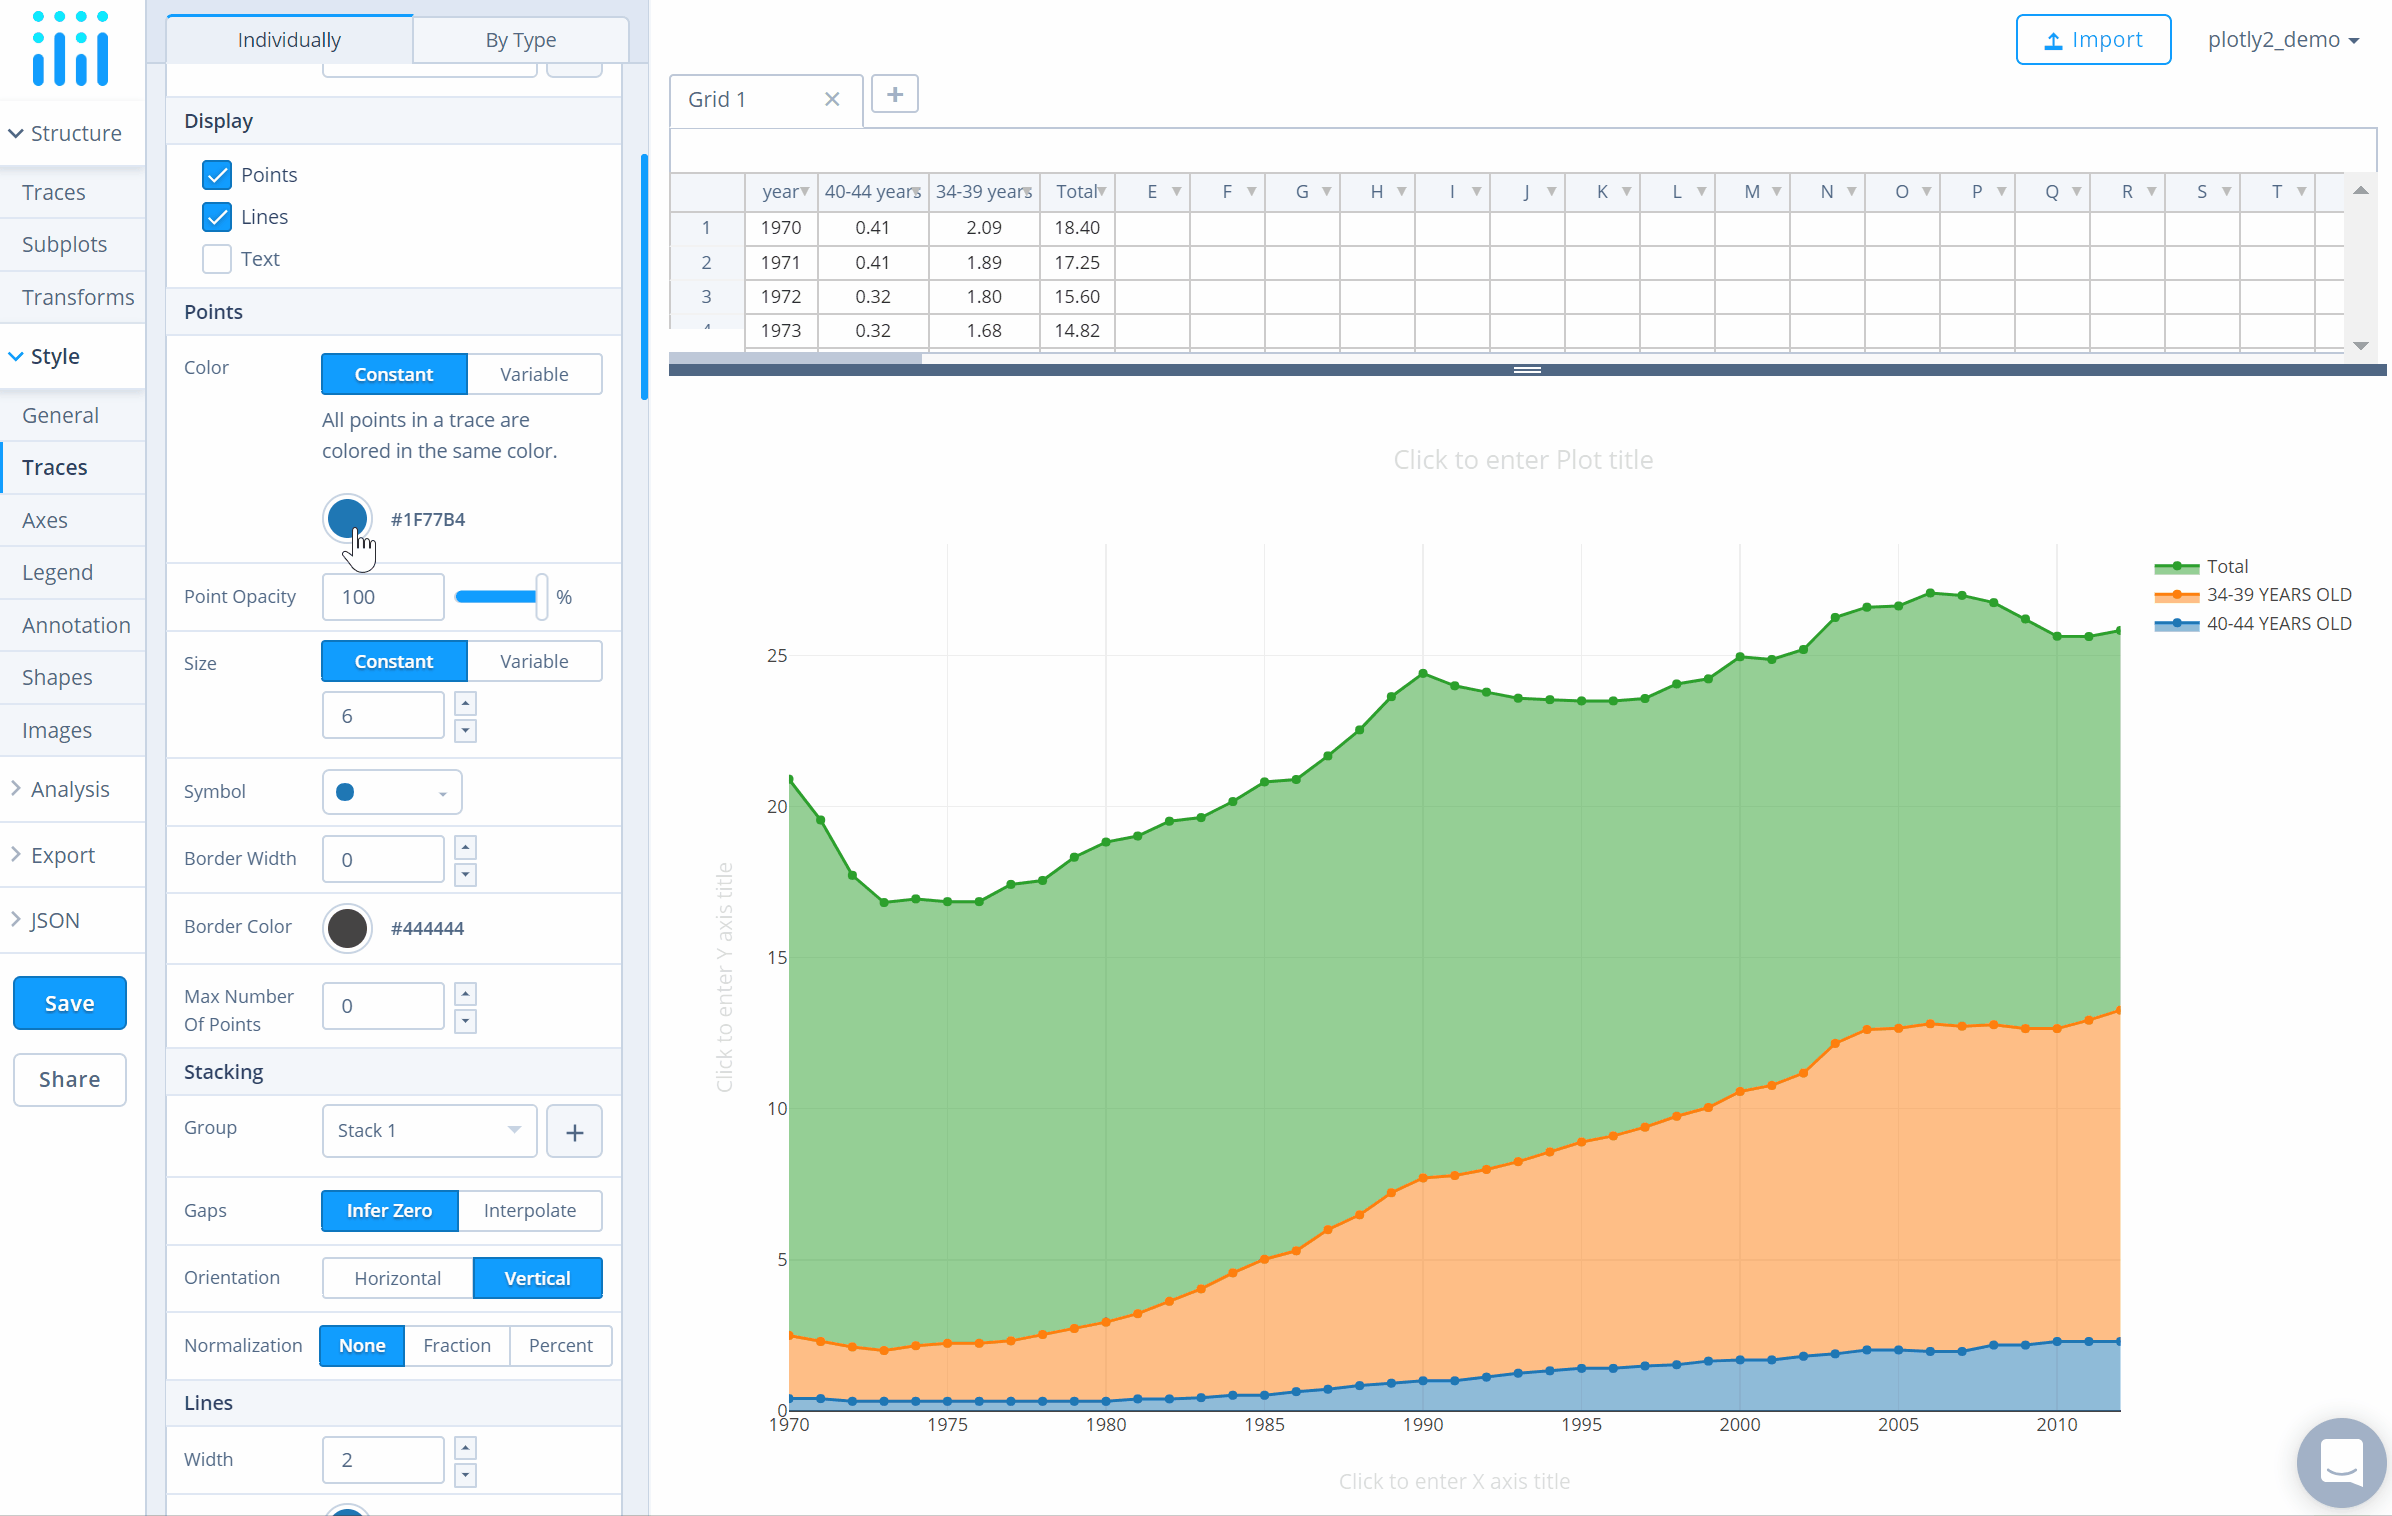 Individually
By Type
Import
plotly2_demo
Structure
Traces
Subplots
Transforms
Style
General
Traces
Axes
Legend
Annotation
Shapes
Images
Analysis
Export
JSON
Save
Share
Display
Points
Lines
Text
Points
Color
Constant
Variable
All points in a trace are
colored in the same color.
#1F77B4
Point Opacity
100
%
Size
Constant
Variable
6
Symbol
Border Width
0
Border Color
#444444
Max Number
Of Points
0
Stacking
Group
Stack 1
+
Gaps
Infer Zero
Interpolate
Orientation
Horizontal
Vertical
Normalization
None
Fraction
Percent
Lines
Width
2
Grid 1
+
year 40-44 years 34-39 years Total E F G H I J K L M N O P Q R S T
1 1970 0.41 2.09 18.40
2 1971 0.41 1.89 17.25
3 1972 0.32 1.80 15.60
4 1973 0.32 1.68 14.82
Click to enter Plot title
Total
34-39 YEARS OLD
40-44 YEARS OLD
Click to enter Y axis title
25
20
15
10
5
0
1970 1975 1980 1985 1990 1995 2000 2005 2010
Click to enter X axis title